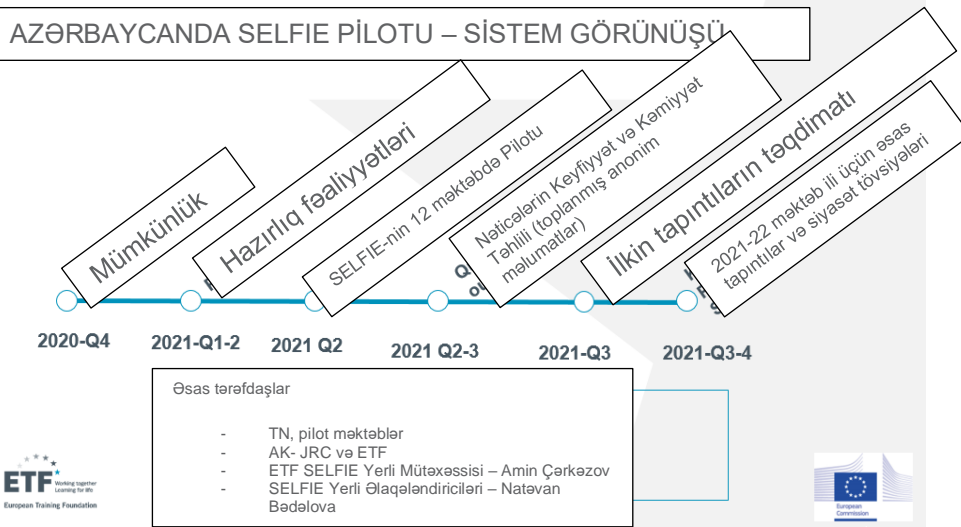 AZƏRBAYCANDA SELFIE PİLOTU – SİSTEM GÖRÜNÜŞÜ
Mümkünlük
Hazırlıq fəaliyyətləri
SELFIE-nin 12 məktəbdə Pilotu
Nəticələrin Keyfiyyət və Kəmiyyət
Təhlili (toplanmış anonim
məlumatlar)
İlkin tapıntıların təqdimatı
2021-22 məktəb ili üçün əsas
tapıntılar və siyasət tövsiyələri
2020-Q4
2021-Q1-2
2021 Q2
2021 Q2-3
2021-Q3
2021-Q3-4
Əsas tərəfdaşlar
- TN, pilot məktəblər
- AK- JRC və ETF
- ETF SELFIE Yerli Mütəxəssisi – Amin Çərkəzov
- SELFIE Yerli Əlaqələndiriciləri – Natəvan
Bədəlova
ETF
Working together
Learning for life
European Training Foundation
European
Commission